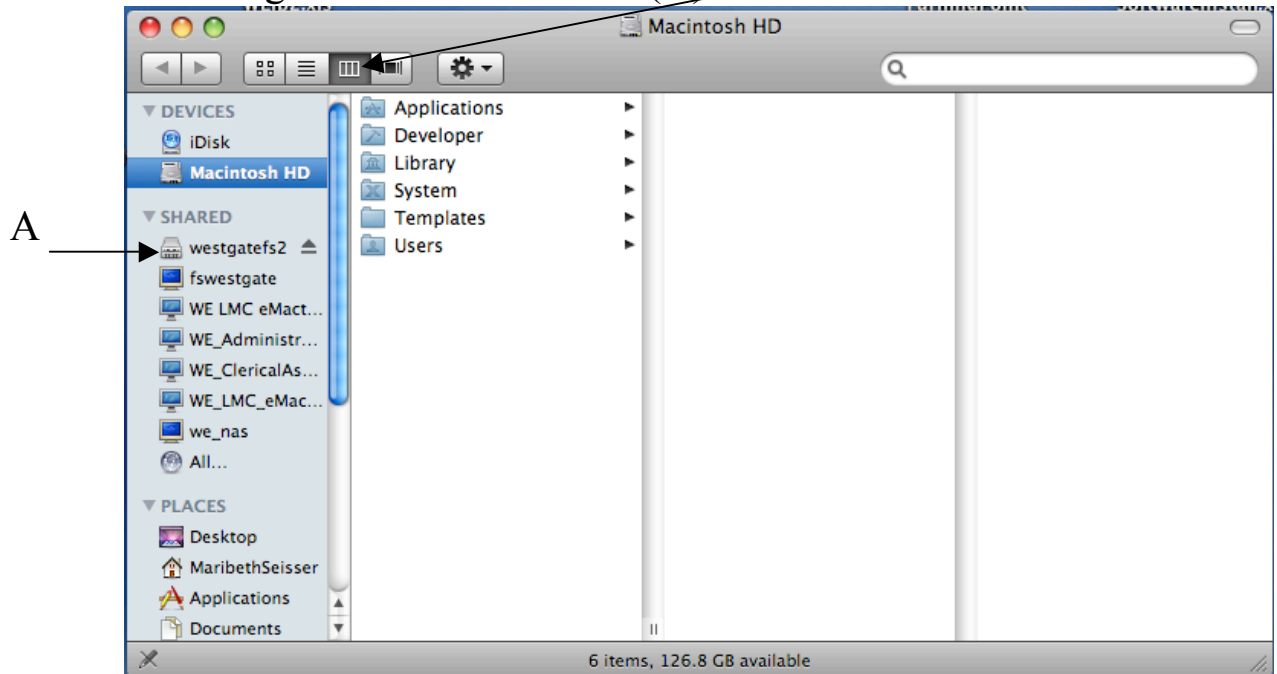 Macintosh HD
DEVICES
iDisk
Macintosh HD
SHARED
A
westgatefs2
fswestgate
WE LMC eMact...
WE_Administr...
WE_ClericalAs...
WE_LMC_eMac...
we_nas
All...
PLACES
Desktop
MaribethSeisser
Applications
Documents
Applications
Developer
Library
System
Templates
Users
6 items, 126.8 GB available